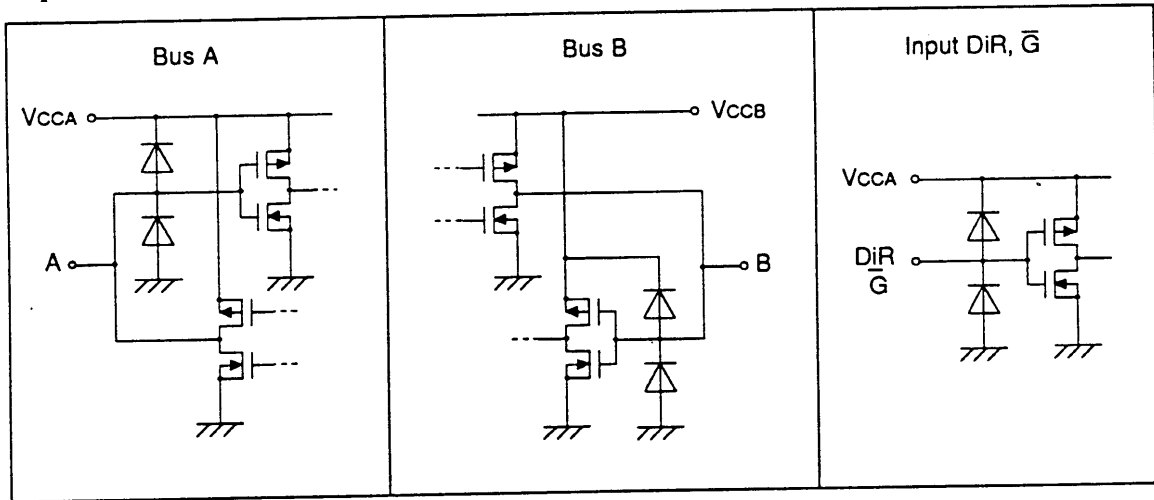 Bus A
VCCA
A
Bus B
VCCB
B
Input DiR, G̅
VCCA
DiR
G̅